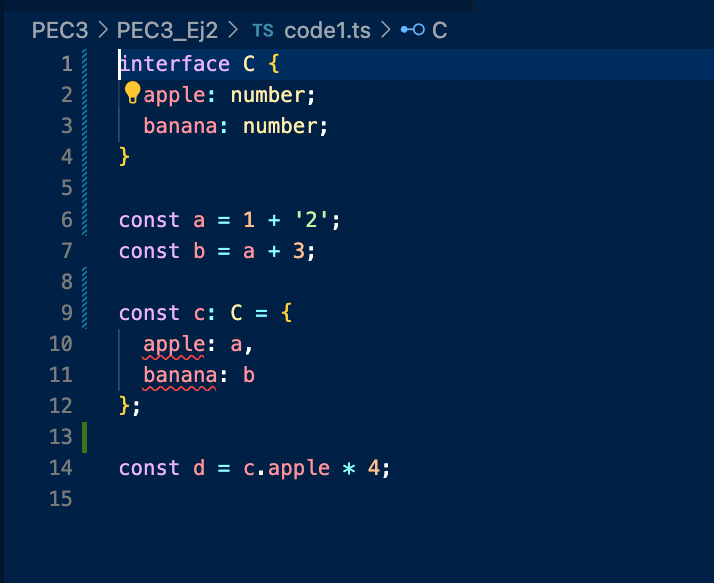 PEC3 > PEC3_Ej2 > TS code1.ts > C
1 interface C {
2 apple: number;
3 banana: number;
4 }
5
6 const a = 1 + '2';
7 const b = a + 3;
8
9 const c: C = {
10 apple: a,
11 banana: b
12 };
13
14 const d = c.apple * 4;
15